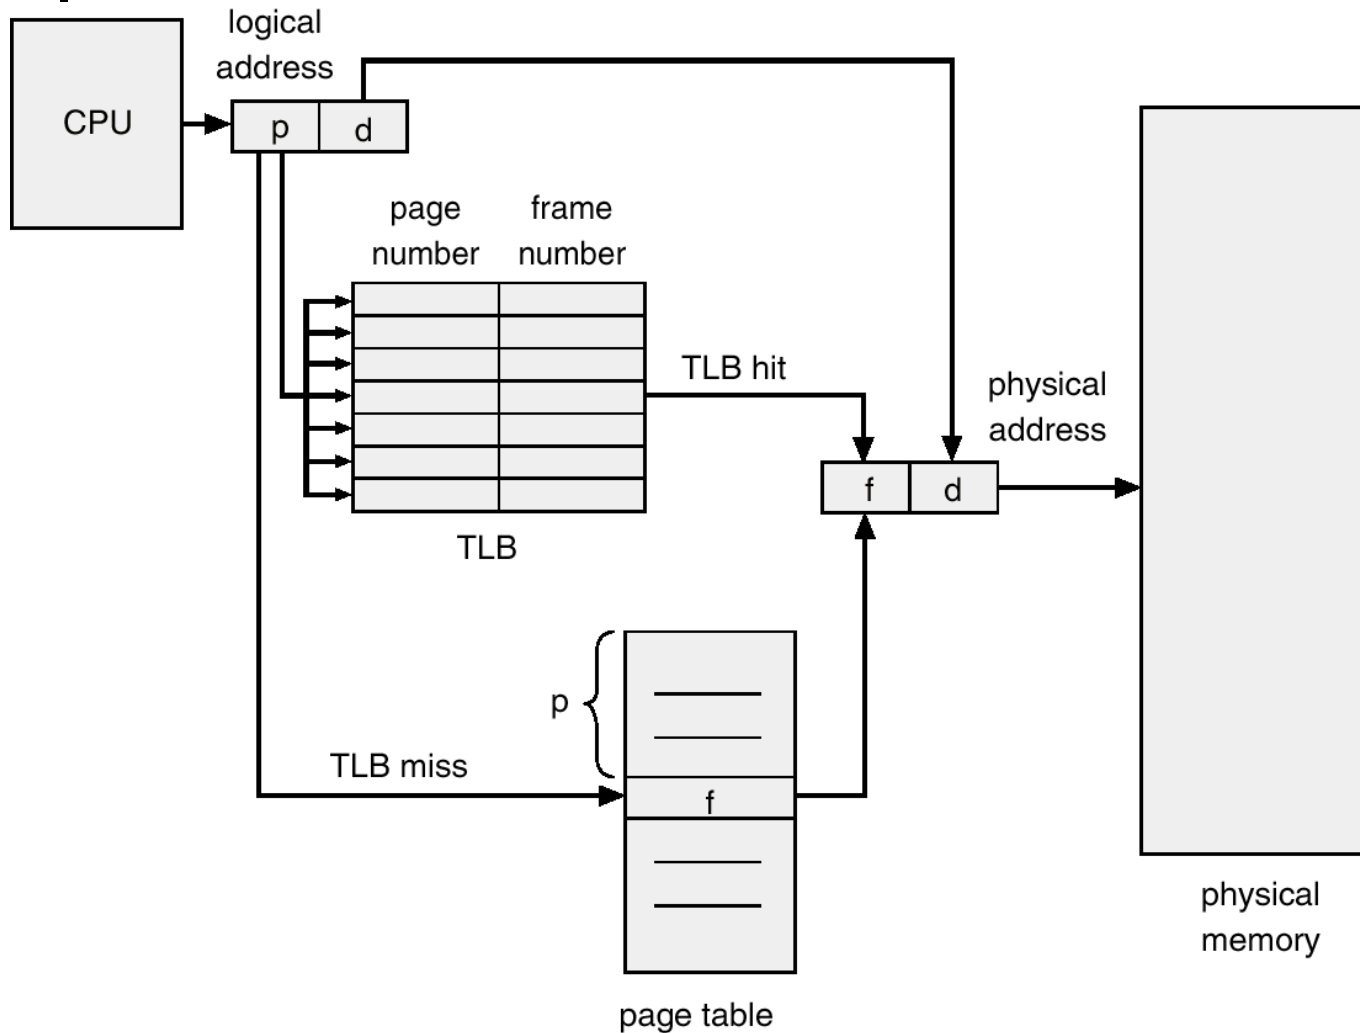 logical
address
CPU
p
d
page
number
frame
number
TLB hit
physical
address
f
d
TLB
p
TLB miss
f
physical
memory
page table